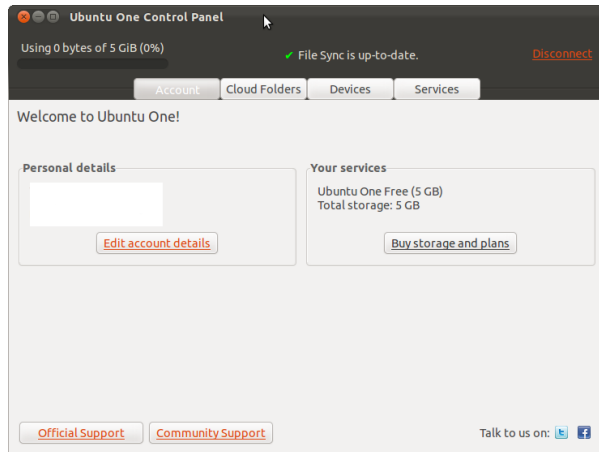 Ubuntu One Control Panel
Using 0 bytes of 5 GiB (0%)
✔ File Sync is up-to-date.
Disconnect
Account Cloud Folders Devices Services
Welcome to Ubuntu One!
Personal details
Edit account details
Your services
Ubuntu One Free (5 GB)
Total storage: 5 GB
Buy storage and plans
Official Support Community Support Talk to us on: